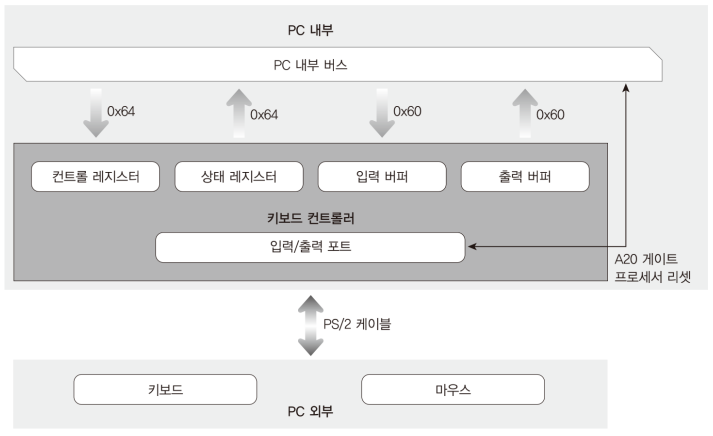 PC 내부
PC 내부 버스
0x64
0x64
0x60
0x60
컨트롤 레지스터
상태 레지스터
입력 버퍼
출력 버퍼
키보드 컨트롤러
입력/출력 포트
A20 게이트
프로세서 리셋
PS/2 케이블
키보드
마우스
PC 외부